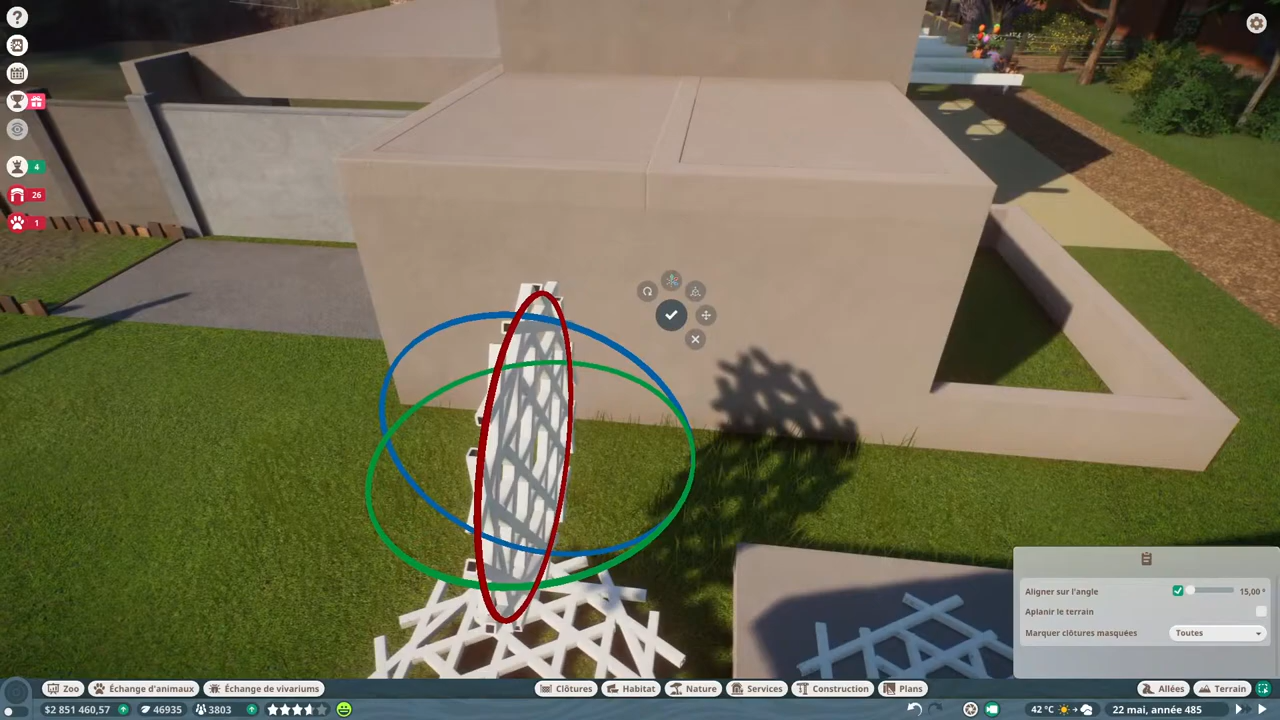 ?
4
26
1
Aligner sur l'angle 15,00 °
Aplanir le terrain
Marquer clôtures masquées Toutes
Zoo Échange d'animaux Échange de vivariums Clôtures Habitat Nature Services Construction Plans Allées Terrain
$2 851 460,57 46935 3803 42 °C 22 mai, année 485